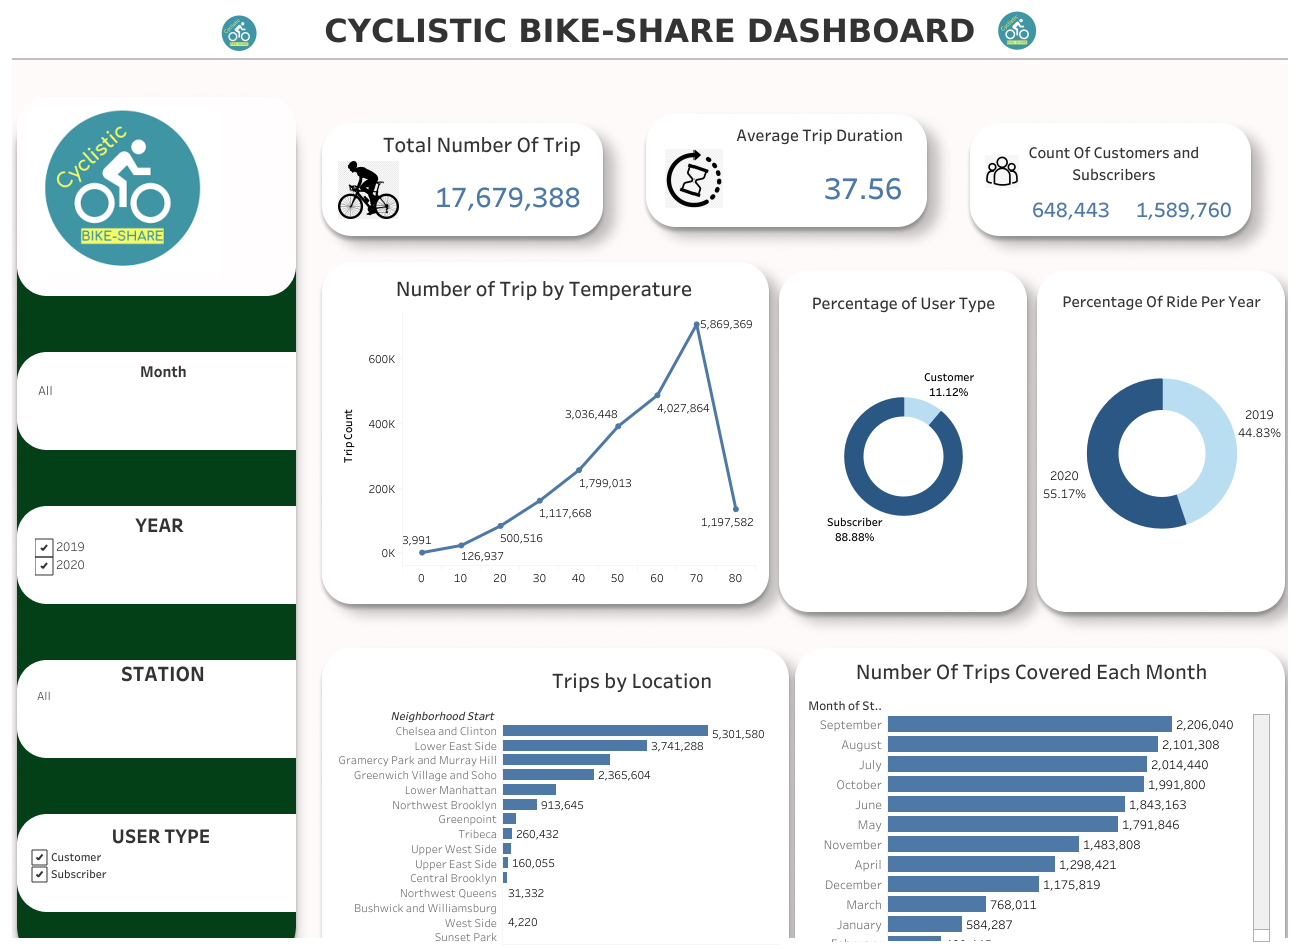 CYCLISTIC BIKE-SHARE DASHBOARD
Cyclistic
BIKE-SHARE
Total Number Of Trip
17,679,388
Average Trip Duration
37.56
Count Of Customers and
Subscribers
648,443 1,589,760
Month
All
YEAR
2019
2020
STATION
All
USER TYPE
Customer
Subscriber
Number of Trip by Temperature
Trip Count
600K
400K
200K
0K
3,991
126,937
500,516
1,117,668
1,799,013
3,036,448
4,027,864
5,869,369
1,197,582
0 10 20 30 40 50 60 70 80
Percentage of User Type
Customer
11.12%
Subscriber
88.88%
Percentage Of Ride Per Year
2019
44.83%
2020
55.17%
Trips by Location
Neighborhood Start
Chelsea and Clinton 5,301,580
Lower East Side 3,741,288
Gramercy Park and Murray Hill
Greenwich Village and Soho 2,365,604
Lower Manhattan
Northwest Brooklyn 913,645
Greenpoint
Tribeca 260,432
Upper West Side
Upper East Side 160,055
Central Brooklyn
Northwest Queens 31,332
Bushwick and Williamsburg
West Side 4,220
Sunset Park
Number Of Trips Covered Each Month
Month of St..
September 2,206,040
August 2,101,308
July 2,014,440
October 1,991,800
June 1,843,163
May 1,791,846
November 1,483,808
April 1,298,421
December 1,175,819
March 768,011
January 584,287